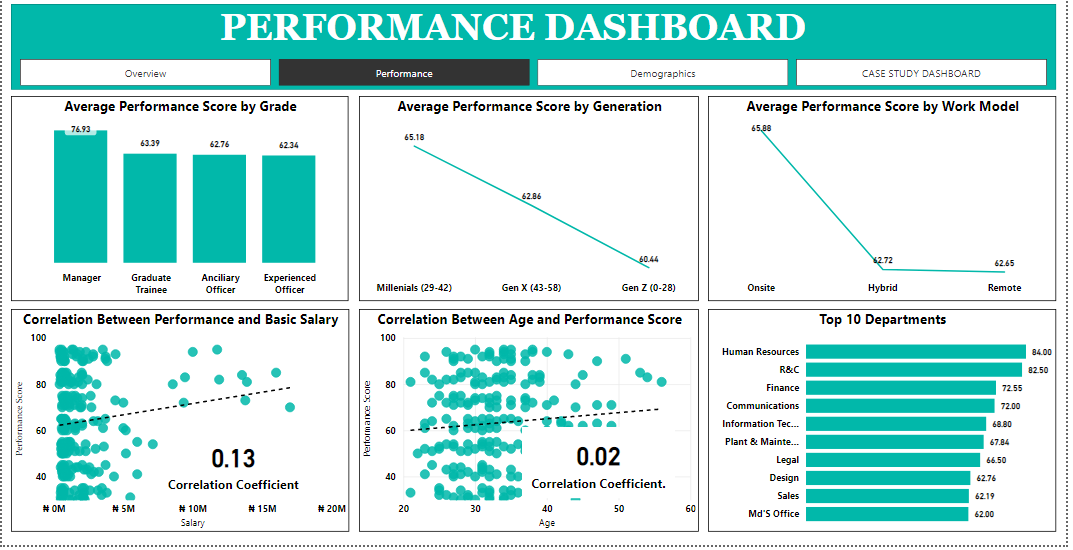 PERFORMANCE DASHBOARD
Overview
Performance
Demographics
CASE STUDY DASHBOARD
Average Performance Score by Grade
76.93
63.39
62.76
62.34
Manager
Graduate
Trainee
Anciliary
Officer
Experienced
Officer
Average Performance Score by Generation
65.18
62.86
60.44
Millenials (29-42)
Gen X (43-58)
Gen Z (0-28)
Average Performance Score by Work Model
65.88
62.72
62.65
Onsite
Hybrid
Remote
Correlation Between Performance and Basic Salary
Performance Score
100
80
60
40
0.13
Correlation Coefficient
₦ 0M
₦ 5M
₦ 10M
₦ 15M
₦ 20M
Salary
Correlation Between Age and Performance Score
Performance Score
100
80
60
40
0.02
Correlation Coefficient.
20
30
40
50
60
Age
Top 10 Departments
Human Resources 84.00
R&C 82.50
Finance 72.55
Communications 72.00
Information Tec... 68.80
Plant & Mainte... 67.84
Legal 66.50
Design 62.76
Sales 62.19
Md'S Office 62.00